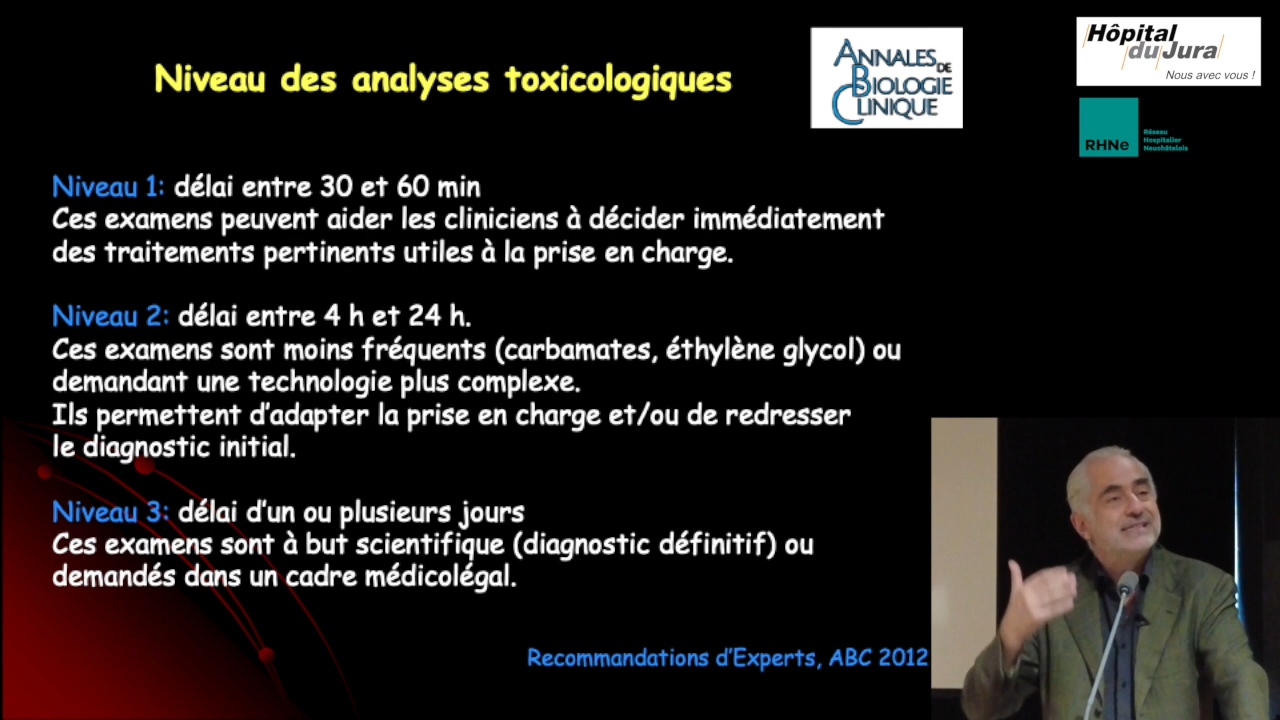 Niveau des analyses toxicologiques
ANNALES DE
BIOLOGIE
CLINIQUE
Hôpital
du Jura
Nous avec vous !
RHNe
Réseau
Hospitalier
Neuchâtelois
Niveau 1: délai entre 30 et 60 min
Ces examens peuvent aider les cliniciens à décider immédiatement
des traitements pertinents utiles à la prise en charge.
Niveau 2: délai entre 4 h et 24 h.
Ces examens sont moins fréquents (carbamates, éthylène glycol) ou
demandant une technologie plus complexe.
Ils permettent d’adapter la prise en charge et/ou de redresser
le diagnostic initial.
Niveau 3: délai d’un ou plusieurs jours
Ces examens sont à but scientifique (diagnostic définitif) ou
demandés dans un cadre médicolégal.
Recommandations d’Experts, ABC 2012